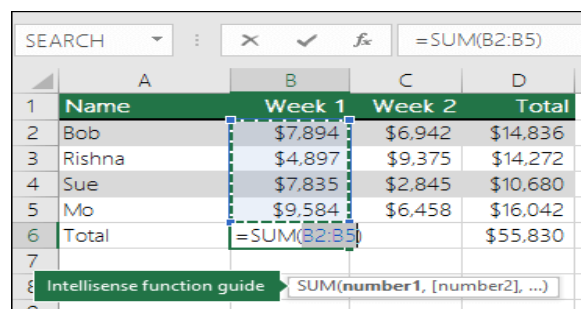 SEARCH =SUM(B2:B5)
A B C D
1 Name Week 1 Week 2 Total
2 Bob $7,894 $6,942 $14,836
3 Rishna $4,897 $9,375 $14,272
4 Sue $7,835 $2,845 $10,680
5 Mo $9,584 $6,458 $16,042
6 Total =SUM(B2:B5) $55,830
7
8 Intellisense function guide SUM(number1, [number2], ...)